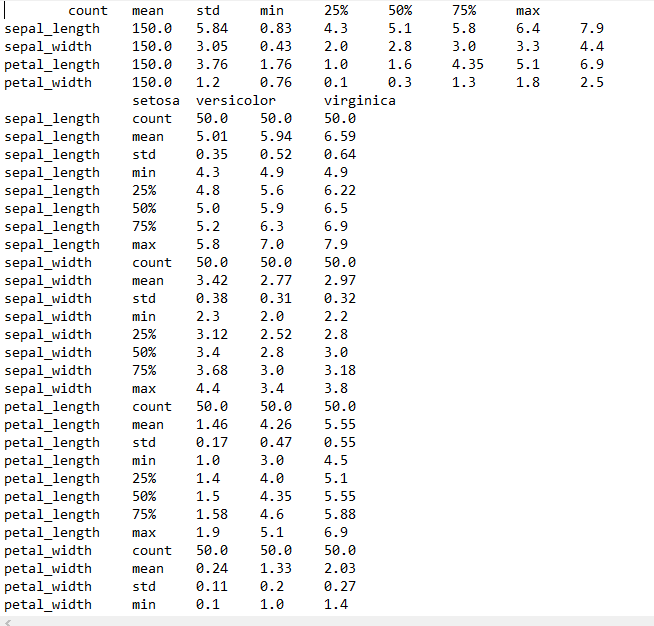 count mean std min 25% 50% 75% max
sepal_length 150.0 5.84 0.83 4.3 5.1 5.8 6.4 7.9
sepal_width 150.0 3.05 0.43 2.0 2.8 3.0 3.3 4.4
petal_length 150.0 3.76 1.76 1.0 1.6 4.35 5.1 6.9
petal_width 150.0 1.2 0.76 0.1 0.3 1.3 1.8 2.5
setosa versicolor virginica
sepal_length count 50.0 50.0 50.0
sepal_length mean 5.01 5.94 6.59
sepal_length std 0.35 0.52 0.64
sepal_length min 4.3 4.9 4.9
sepal_length 25% 4.8 5.6 6.22
sepal_length 50% 5.0 5.9 6.5
sepal_length 75% 5.2 6.3 6.9
sepal_length max 5.8 7.0 7.9
sepal_width count 50.0 50.0 50.0
sepal_width mean 3.42 2.77 2.97
sepal_width std 0.38 0.31 0.32
sepal_width min 2.3 2.0 2.2
sepal_width 25% 3.12 2.52 2.8
sepal_width 50% 3.4 2.8 3.0
sepal_width 75% 3.68 3.0 3.18
sepal_width max 4.4 3.4 3.8
petal_length count 50.0 50.0 50.0
petal_length mean 1.46 4.26 5.55
petal_length std 0.17 0.47 0.55
petal_length min 1.0 3.0 4.5
petal_length 25% 1.4 4.0 5.1
petal_length 50% 1.5 4.35 5.55
petal_length 75% 1.58 4.6 5.88
petal_length max 1.9 5.1 6.9
petal_width count 50.0 50.0 50.0
petal_width mean 0.24 1.33 2.03
petal_width std 0.11 0.2 0.27
petal_width min 0.1 1.0 1.4